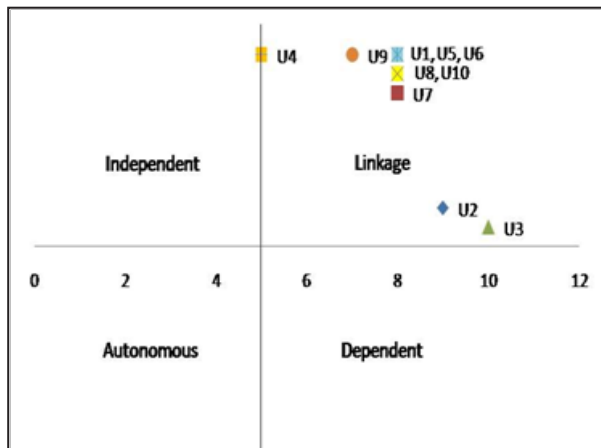 U4
U9
U1, U5, U6
U8, U10
U7
Independent
Linkage
U2
U3
0 2 4 6 8 10 12
Autonomous
Dependent